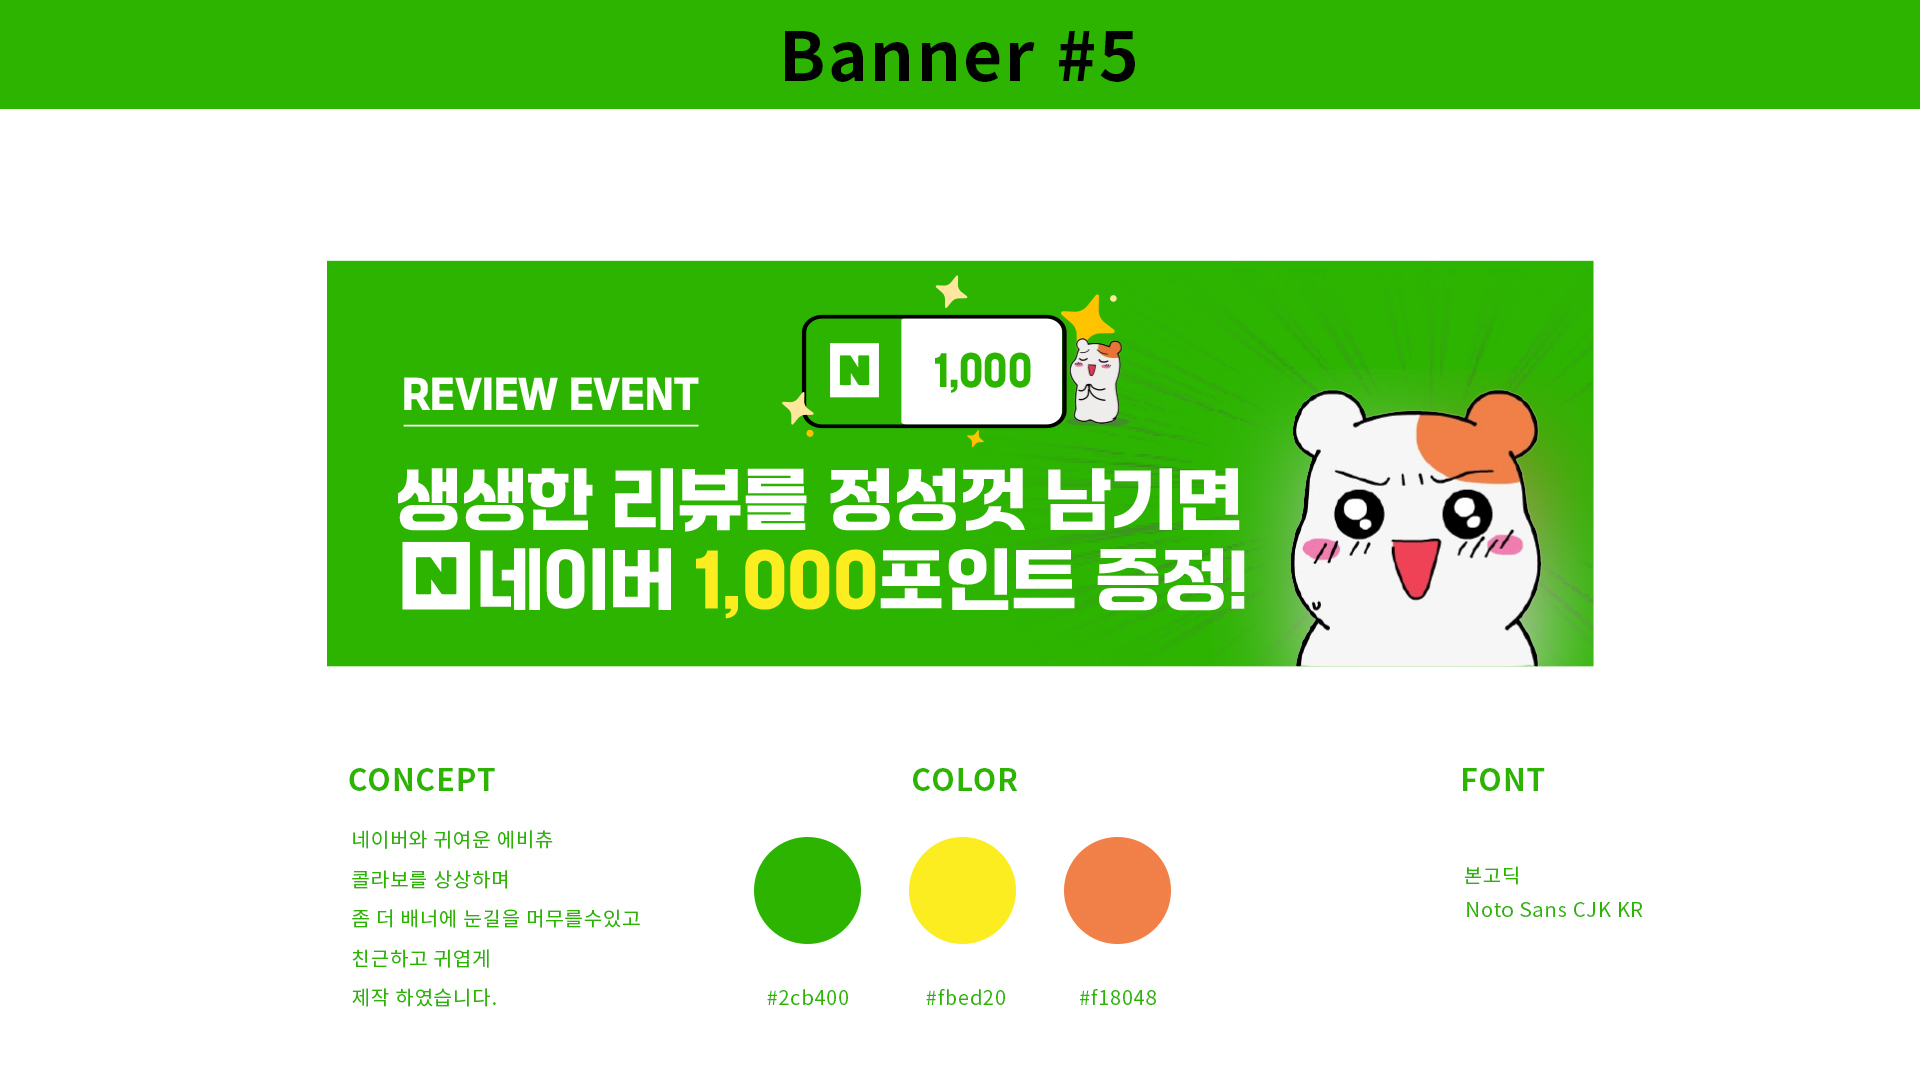 Banner #5
N 1,000
REVIEW EVENT
생생한 리뷰를 정성껏 남기면
N네이버 1,000포인트 증정!
CONCEPT
네이버와 귀여운 에비츄
콜라보를 상상하며
좀 더 배너에 눈길을 머무를수있고
친근하고 귀엽게
제작 하였습니다.
COLOR
#2cb400 #fbed20 #f18048
FONT
본고딕
Noto Sans CJK KR